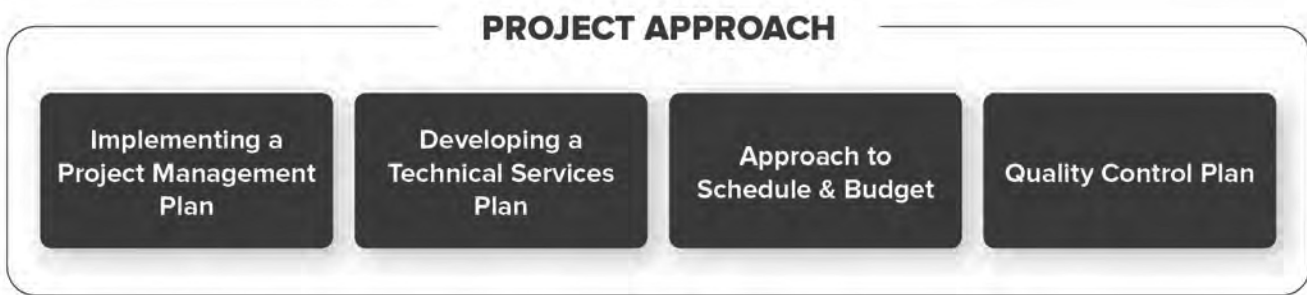 PROJECT APPROACH
Implementing a
Project Management
Plan
Developing a
Technical Services
Plan
Approach to
Schedule & Budget
Quality Control Plan